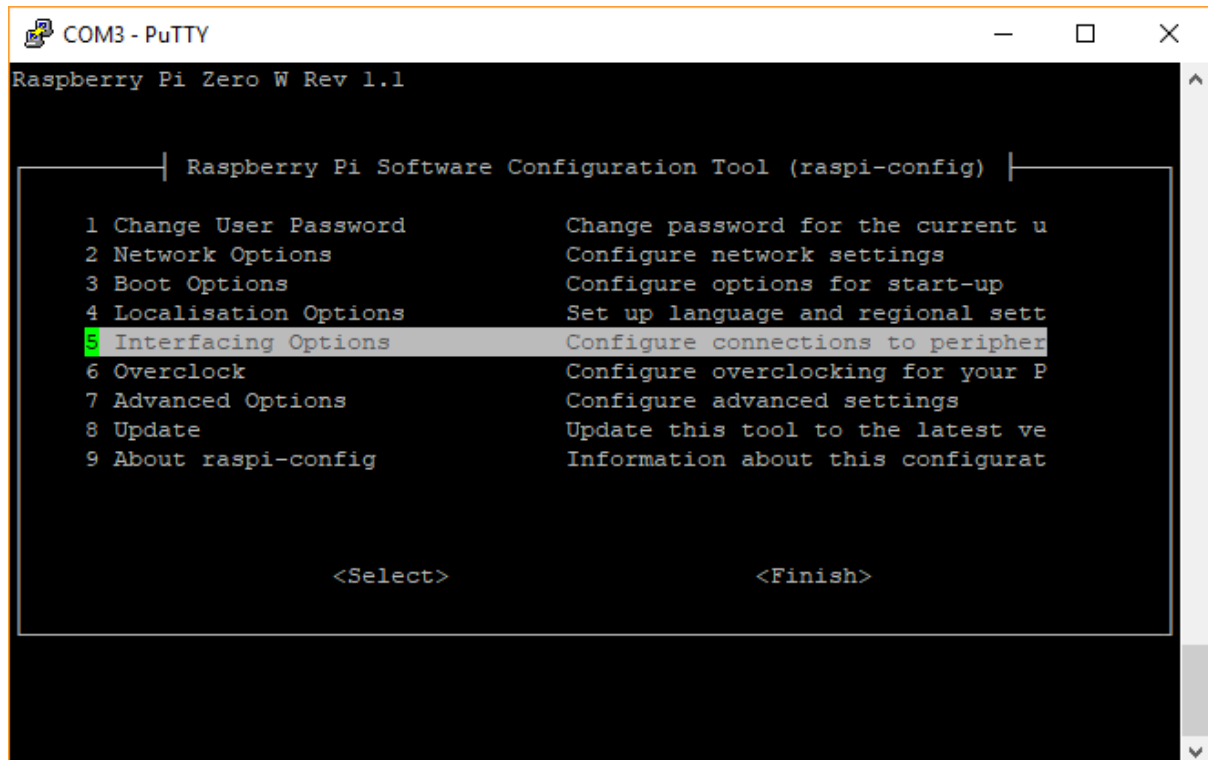 COM3 - PuTTY
Raspberry Pi Zero W Rev 1.1
Raspberry Pi Software Configuration Tool (raspi-config)
1 Change User Password Change password for the current u
2 Network Options Configure network settings
3 Boot Options Configure options for start-up
4 Localisation Options Set up language and regional sett
5 Interfacing Options Configure connections to peripher
6 Overclock Configure overclocking for your P
7 Advanced Options Configure advanced settings
8 Update Update this tool to the latest ve
9 About raspi-config Information about this configurat
<Select> <Finish>